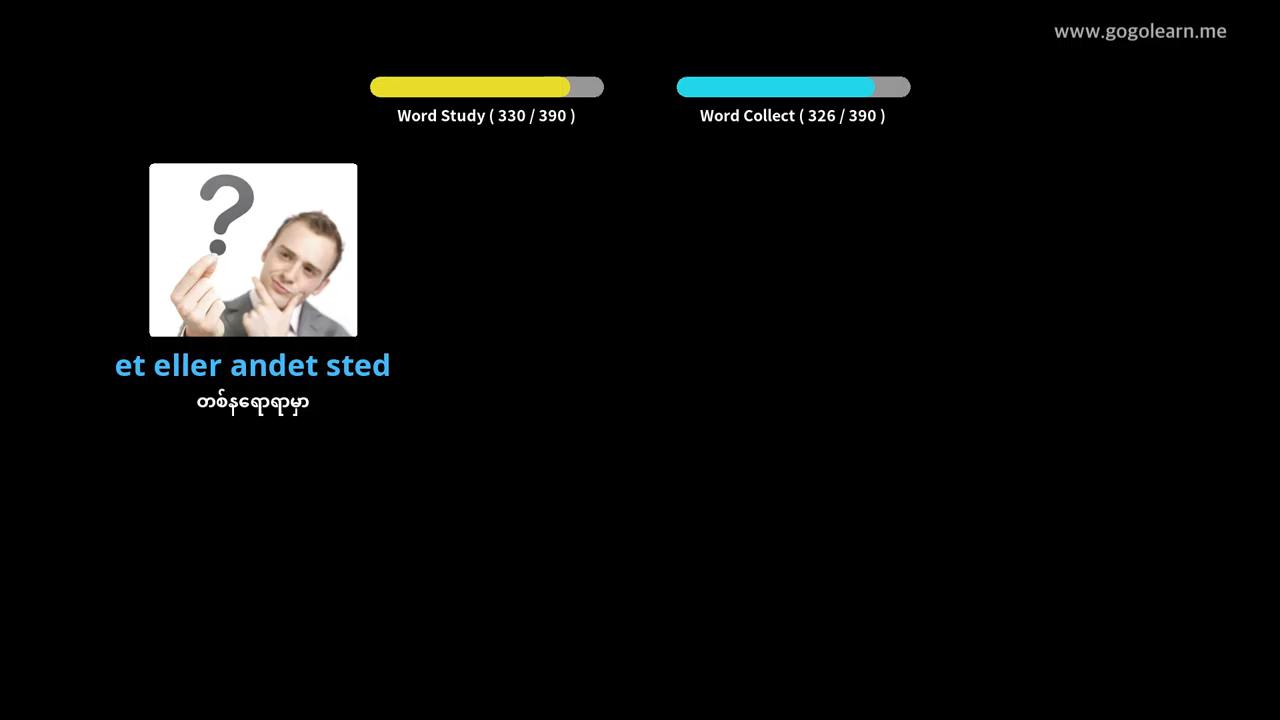 www.gogolearn.me
Word Study ( 330 / 390 )
Word Collect ( 326 / 390 )
?
et eller andet sted
တစ်နရောရာမှာ